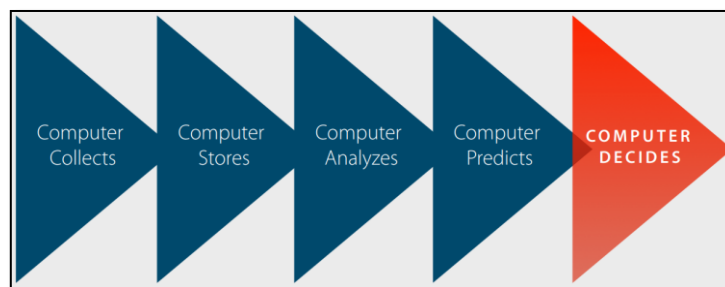 Computer
Collects
Computer
Stores
Computer
Analyzes
Computer
Predicts
COMPUTER
DECIDES